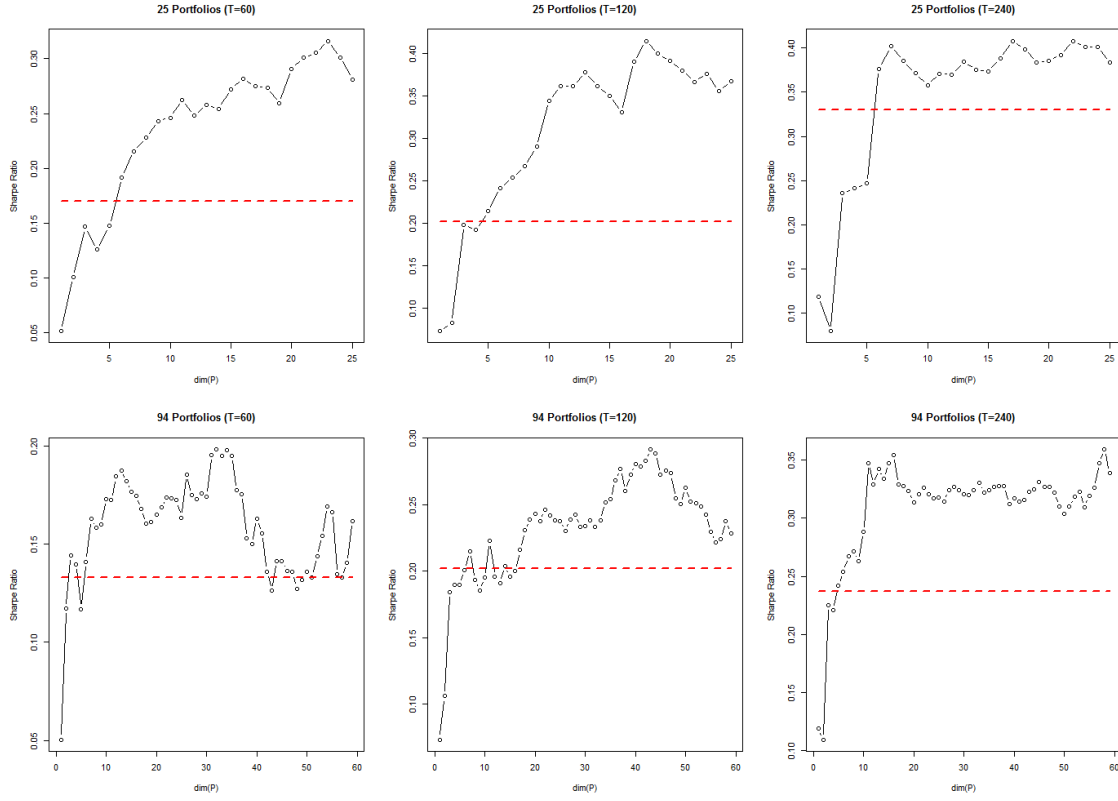 25 Portfolios (T=60)
Sharpe Ratio
0.05 0.10 0.15 0.20 0.25 0.30
5 10 15 20 25
dim(P)
25 Portfolios (T=120)
Sharpe Ratio
0.10 0.15 0.20 0.25 0.30 0.35 0.40
5 10 15 20 25
dim(P)
25 Portfolios (T=240)
Sharpe Ratio
0.10 0.15 0.20 0.25 0.30 0.35 0.40
5 10 15 20 25
dim(P)
94 Portfolios (T=60)
Sharpe Ratio
0.05 0.10 0.15 0.20
0 10 20 30 40 50 60
dim(P)
94 Portfolios (T=120)
Sharpe Ratio
0.10 0.15 0.20 0.25 0.30
0 10 20 30 40 50 60
dim(P)
94 Portfolios (T=240)
Sharpe Ratio
0.10 0.15 0.20 0.25 0.30 0.35
0 10 20 30 40 50 60
dim(P)